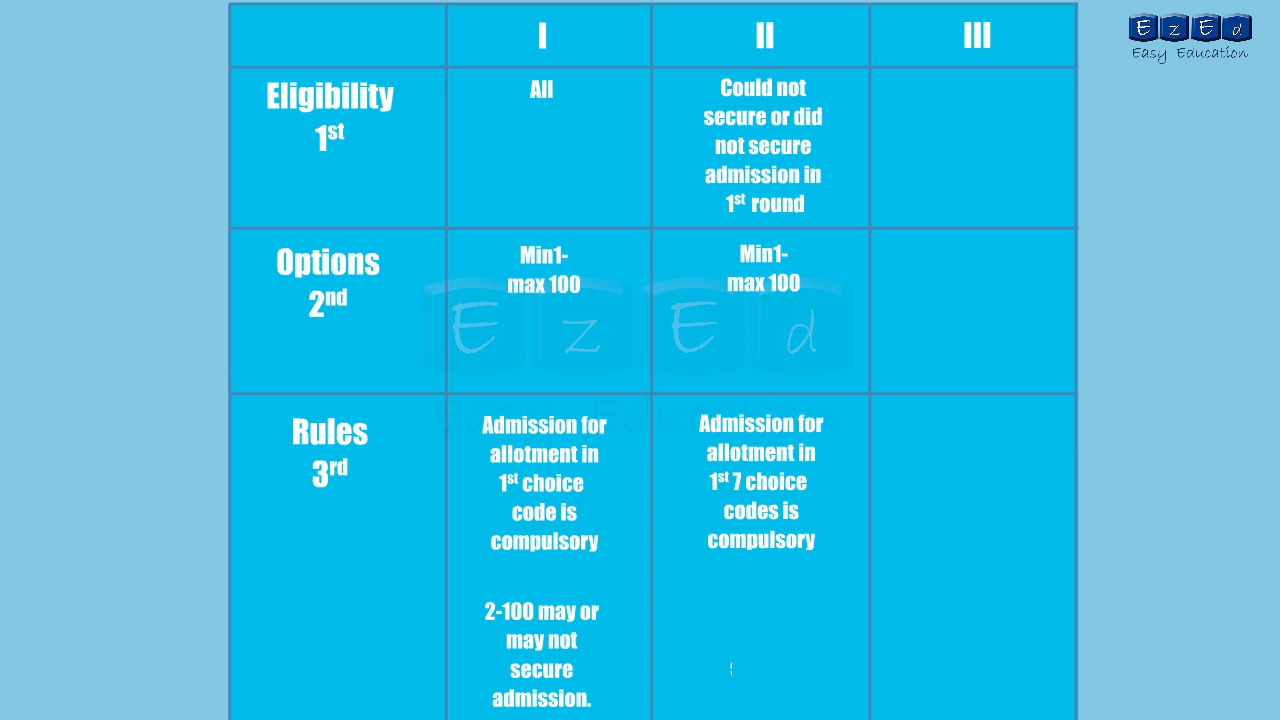 I
II
III
EzEd
Easy Education
Eligibility
1st
All
Could not
secure or did
not secure
admission in
1st round
Options
2nd
Min1-
max 100
Min1-
max 100
EzEd
Rules
3rd
Admission for
allotment in
1st choice
code is
compulsory
2-100 may or
may not
secure
admission.
Admission for
allotment in
1st 7 choice
codes is
compulsory